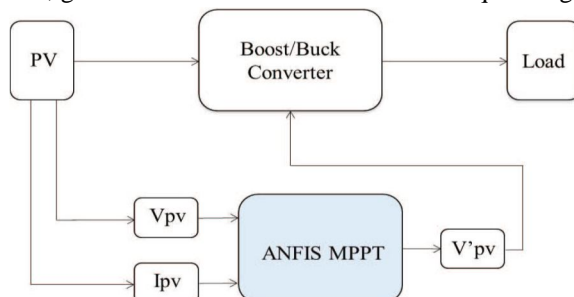 PV
Boost/Buck
Converter
Load
Vpv
ANFIS MPPT
V'pv
Ipv